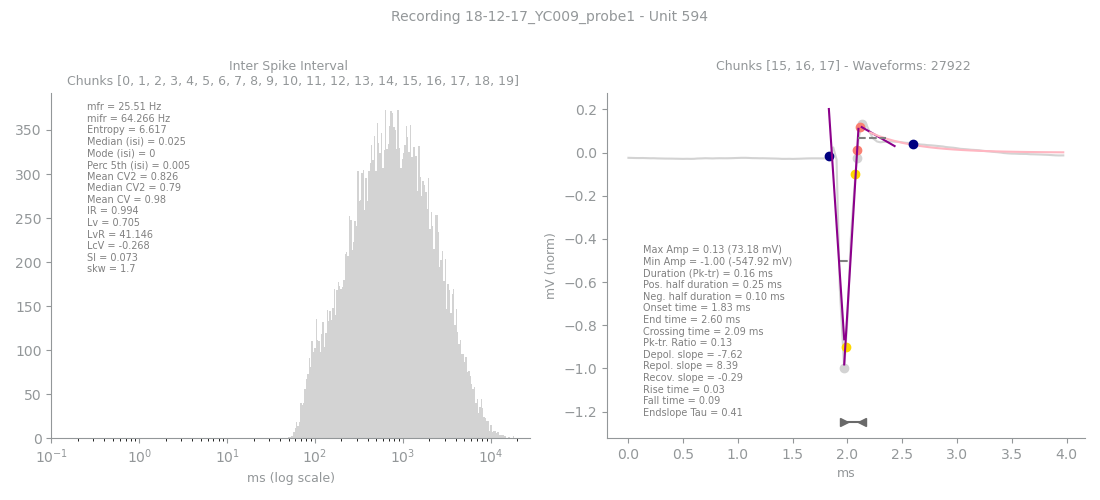 Recording 18-12-17_YC009_probe1 - Unit 594
Inter Spike Interval
Chunks [0, 1, 2, 3, 4, 5, 6, 7, 8, 9, 10, 11, 12, 13, 14, 15, 16, 17, 18, 19]
mfr = 25.51 Hz
mifr = 64.266 Hz
Entropy = 6.617
Median (isi) = 0.025
Mode (isi) = 0
Perc 5th (isi) = 0.005
Mean CV2 = 0.826
Median CV2 = 0.79
Mean CV = 0.98
IR = 0.994
Lv = 0.705
LvR = 41.146
LcV = -0.268
SI = 0.073
skw = 1.7
350
300
250
200
150
100
50
0
10⁻¹ 10⁰ 10¹ 10² 10³ 10⁴
ms (log scale)
Chunks [15, 16, 17] - Waveforms: 27922
mV (norm)
0.2
0.0
−0.2
−0.4
−0.6
−0.8
−1.0
−1.2
Max Amp = 0.13 (73.18 mV)
Min Amp = -1.00 (-547.92 mV)
Duration (Pk-tr) = 0.16 ms
Pos. half duration = 0.25 ms
Neg. half duration = 0.10 ms
Onset time = 1.83 ms
End time = 2.60 ms
Crossing time = 2.09 ms
Pk-tr. Ratio = 0.13
Depol. slope = -7.62
Repol. slope = 8.39
Recov. slope = -0.29
Rise time = 0.03
Fall time = 0.09
Endslope Tau = 0.41
0.0 0.5 1.0 1.5 2.0 2.5 3.0 3.5 4.0
ms